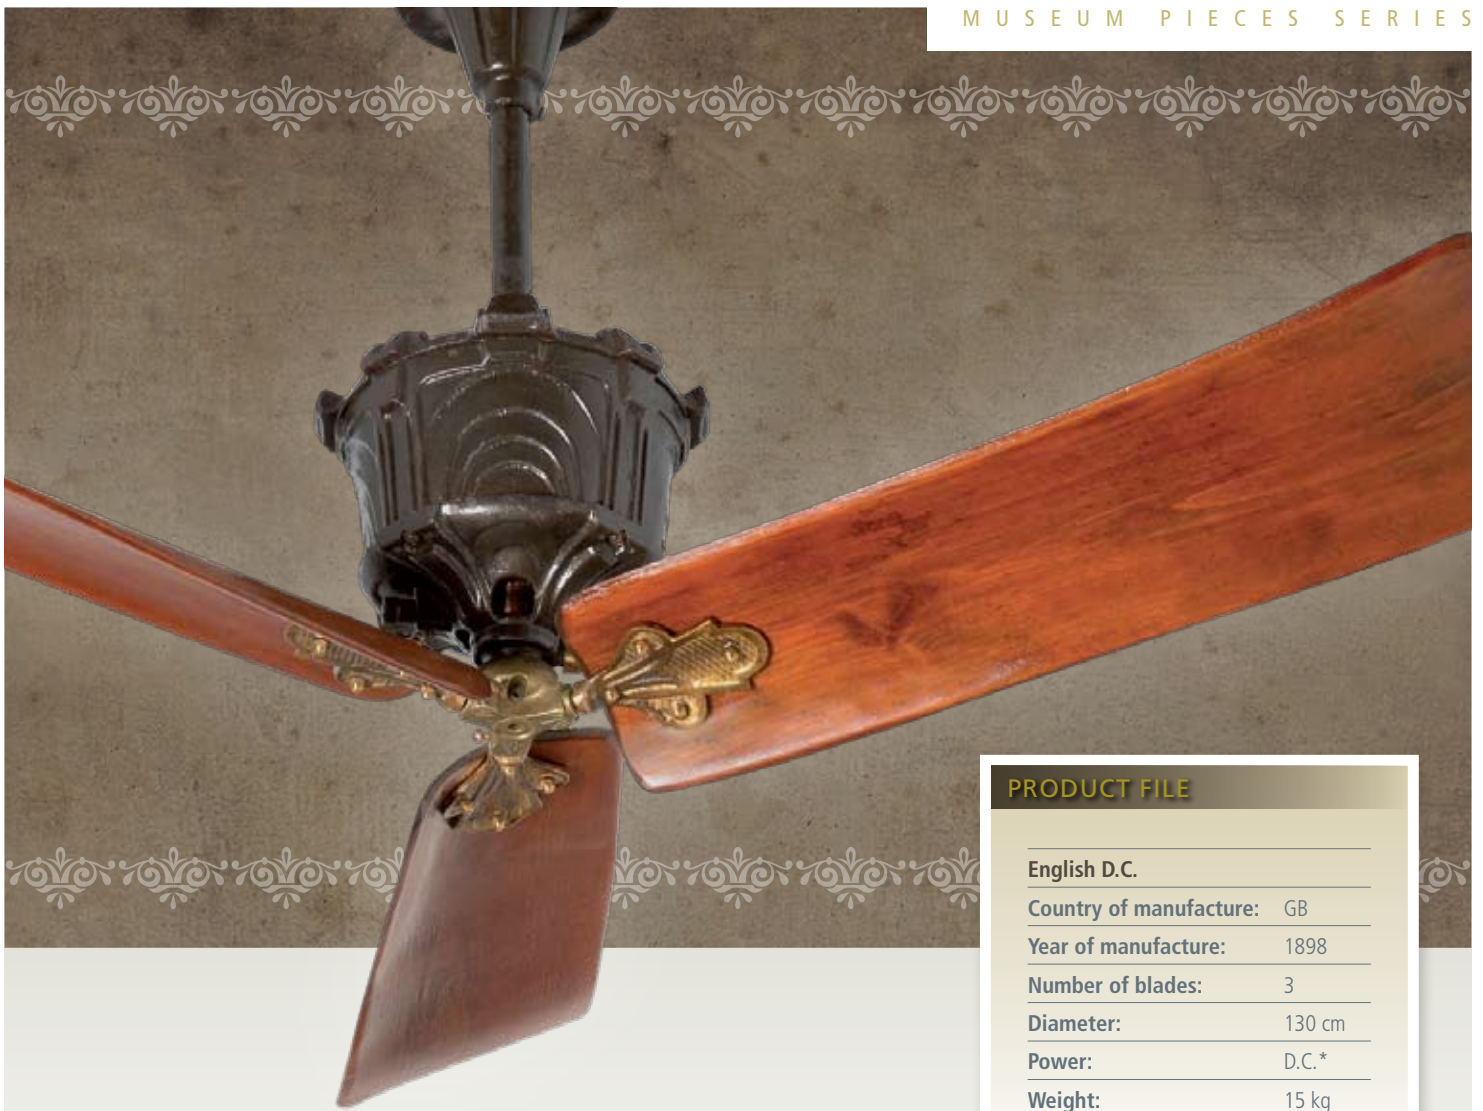 MUSEUM PIECES SERIES
PRODUCT FILE
English D.C.
Country of manufacture: GB
Year of manufacture: 1898
Number of blades: 3
Diameter: 130 cm
Power: D.C.*
Weight: 15 kg